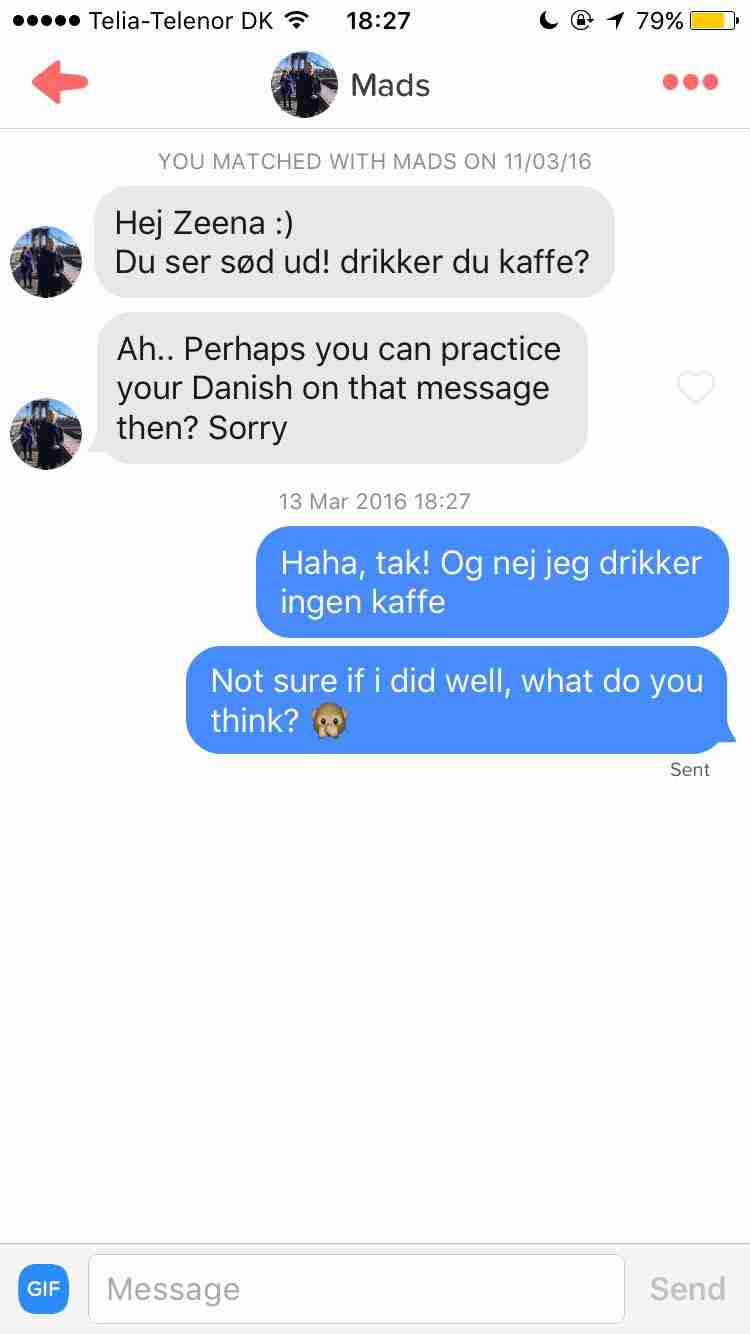 Telia-Telenor DK 18:27 79%
Mads
YOU MATCHED WITH MADS ON 11/03/16
Hej Zeena :)
Du ser sød ud! drikker du kaffe?
Ah.. Perhaps you can practice
your Danish on that message
then? Sorry
13 Mar 2016 18:27
Haha, tak! Og nej jeg drikker
ingen kaffe
Not sure if i did well, what do you
think? 🙊
Sent
GIF Message Send